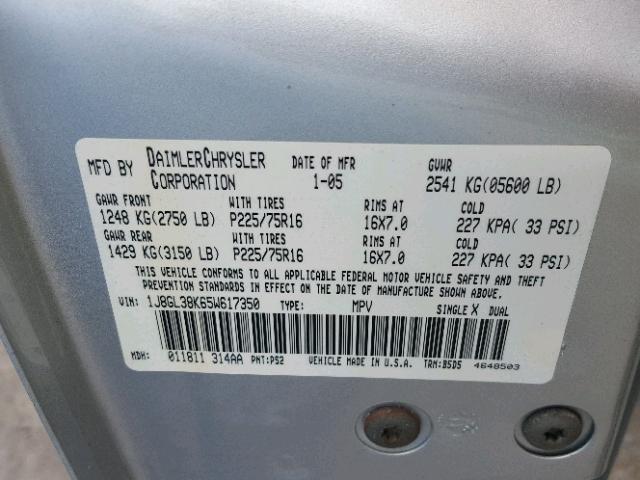 MFD BY DAIMLERCHRYSLER CORPORATION DATE OF MFR 1-05 GVWR 2541 KG(05600 LB)
GAWR FRONT WITH TIRES RIMS AT COLD
1248 KG(2750 LB) P225/75R16 16X7.0 227 KPA( 33 PSI)
GAWR REAR WITH TIRES RIMS AT COLD
1429 KG(3150 LB) P225/75R16 16X7.0 227 KPA( 33 PSI)
THIS VEHICLE CONFORMS TO ALL APPLICABLE FEDERAL MOTOR VEHICLE SAFETY AND THEFT
PREVENTION STANDARDS IN EFFECT ON THE DATE OF MANUFACTURE SHOWN ABOVE.
VIN: 1J8GL38K65W617350 TYPE: MPV SINGLE X DUAL
MDH: 011811 314AA PNT:PS2 VEHICLE MADE IN U.S.A. TRM:B5D5 4648503